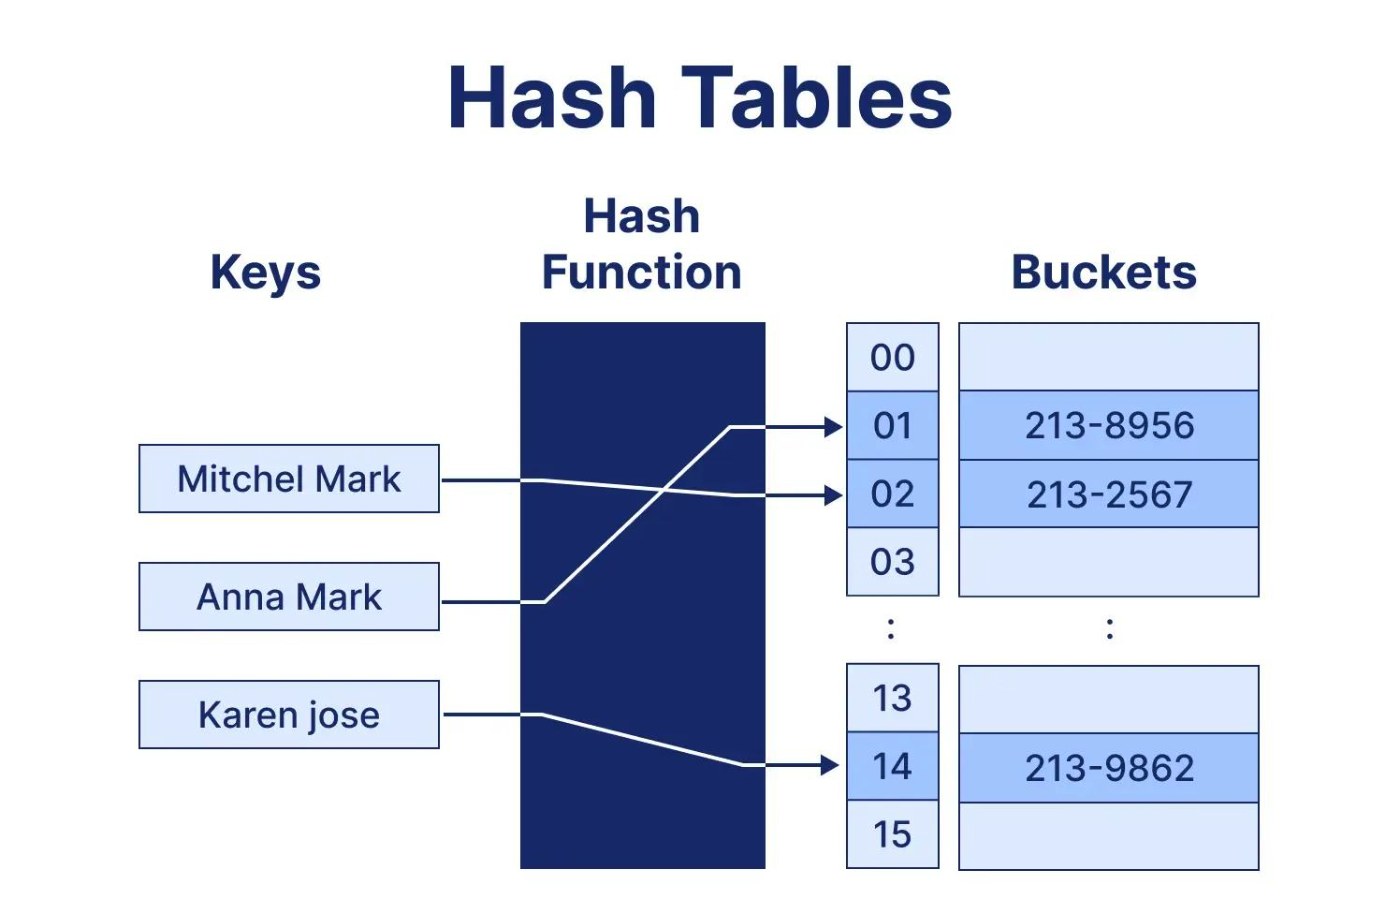 Hash Tables
Keys
Hash
Function
Buckets
Mitchel Mark
Anna Mark
Karen jose
00
01 213-8956
02 213-2567
03
: :
13
14 213-9862
15